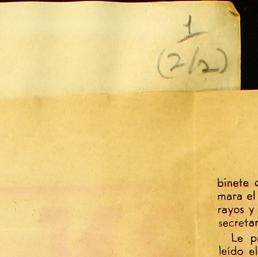 1
(2/2)
binete
mara el
rayos y
secretar
Le p
leído el